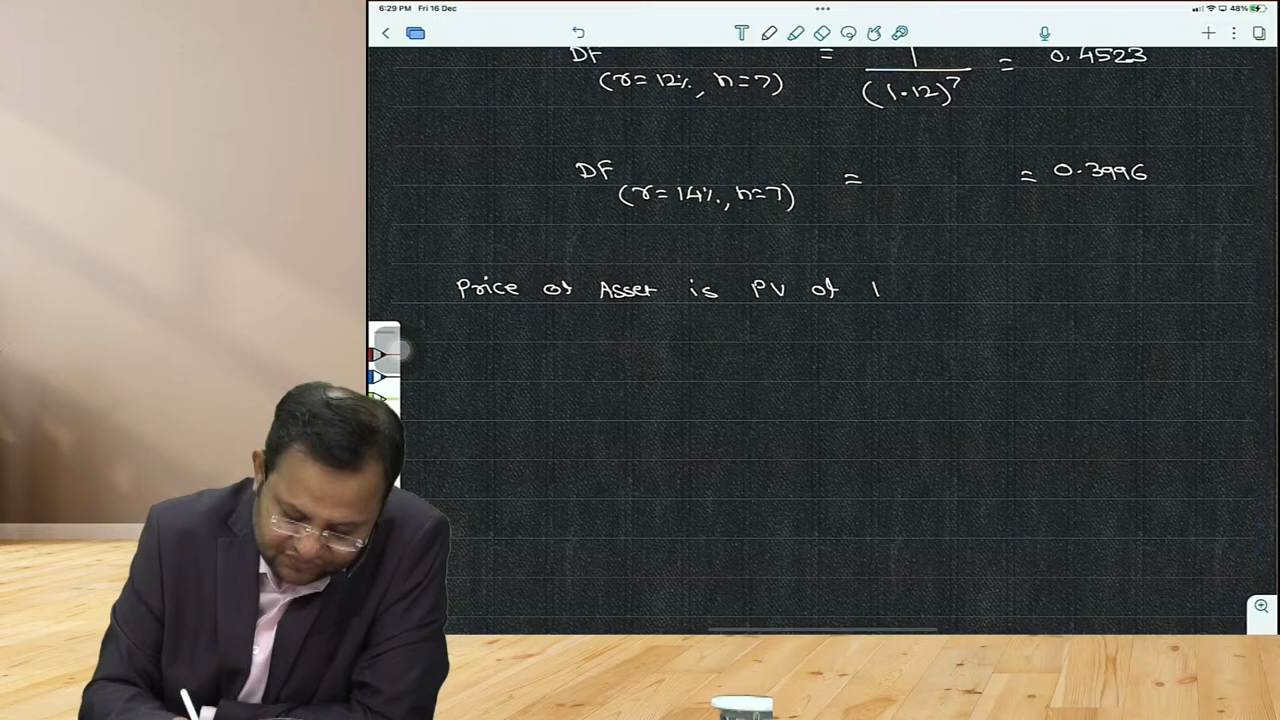 6:29 PM Fri 16 Dec
48%
DF = 1 = 0.4523
(r=12%, n=7) (1.12)^7
DF = = 0.3996
(r=14%, n=7)
Price of Asset is PV of 1